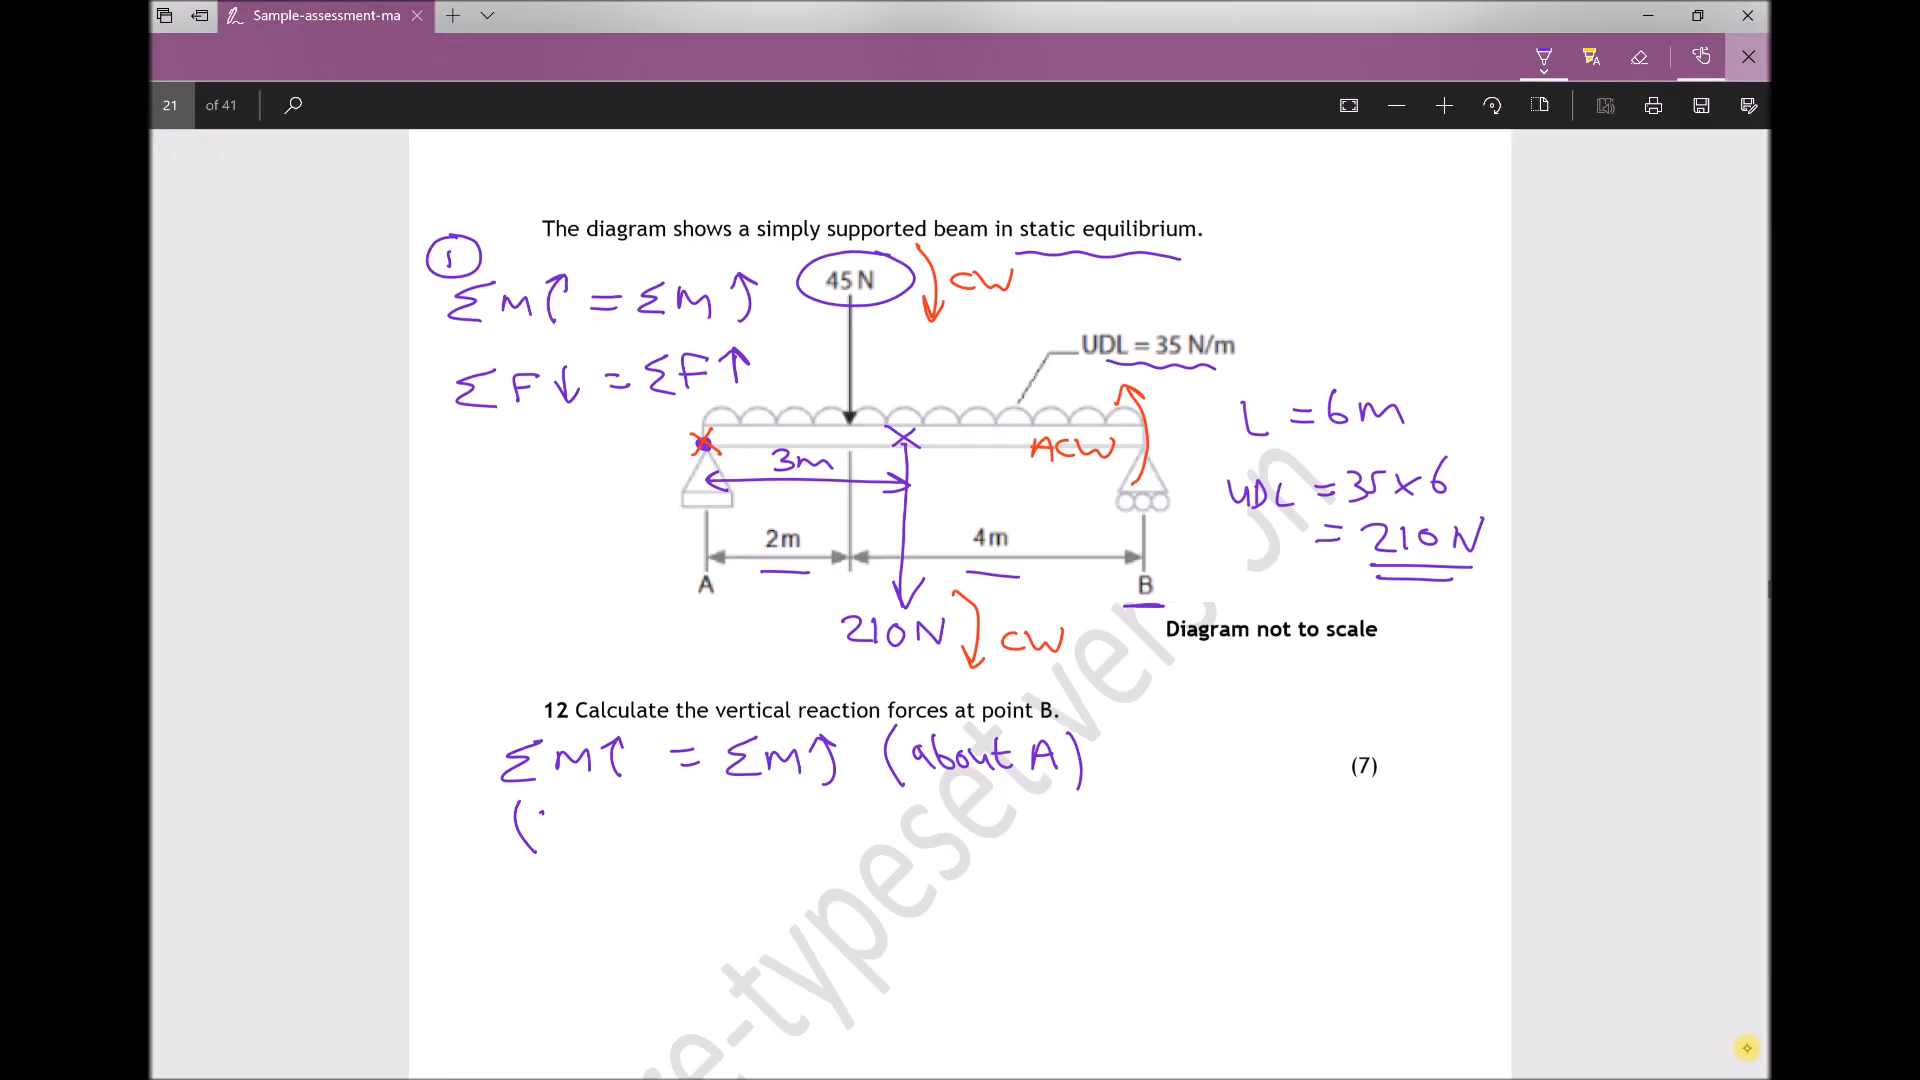 Sample-assessment-ma
21 of 41
The diagram shows a simply supported beam in static equilibrium.
1
ΣM↑ = ΣM↑
ΣF↓ = ΣF↑
45 N
CW
UDL = 35 N/m
L = 6m
UDL = 35 × 6
= 210N
ACW
3m
2m
4m
A
B
210N
CW
Diagram not to scale
12 Calculate the vertical reaction forces at point B.
ΣM↑ = ΣM↑ (about A)
(7)
(